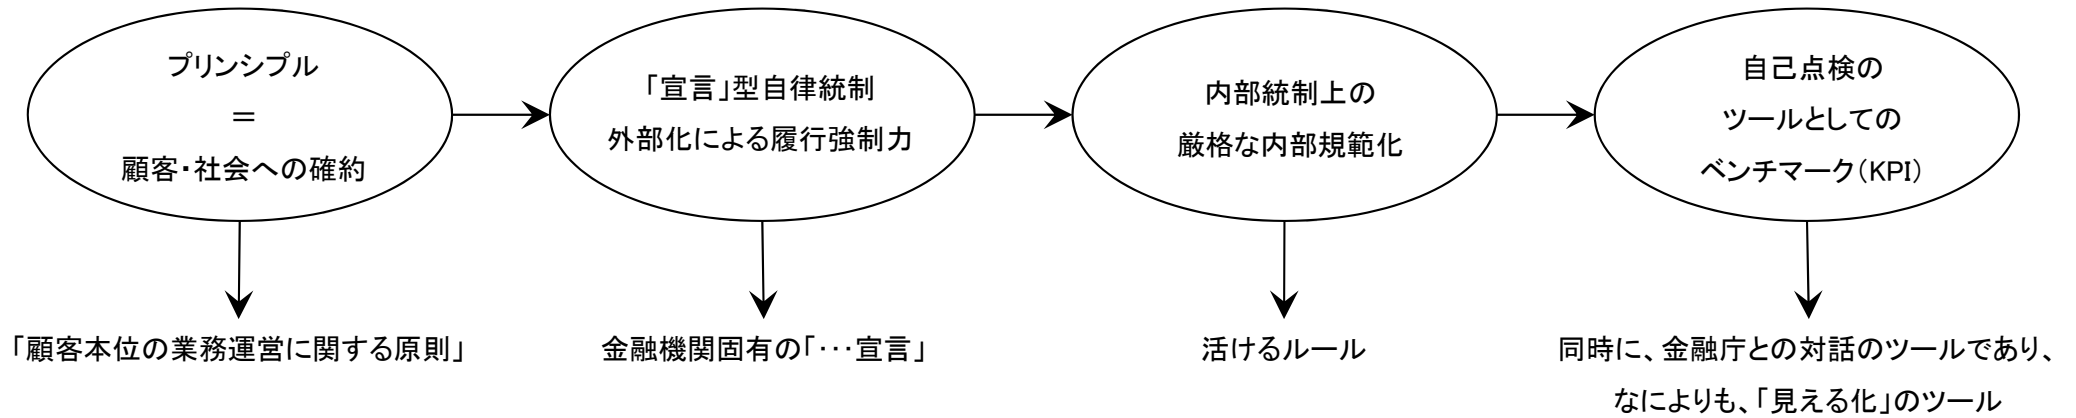 プリンシプル
＝
顧客・社会への確約
「宣言」型自律統制
外部化による履行強制力
内部統制上の
厳格な内部規範化
自己点検の
ツールとしての
ベンチマーク（KPI）
「顧客本位の業務運営に関する原則」
金融機関固有の「・・・宣言」
活けるルール
同時に、金融庁との対話のツールであり、
なによりも、「見える化」のツール